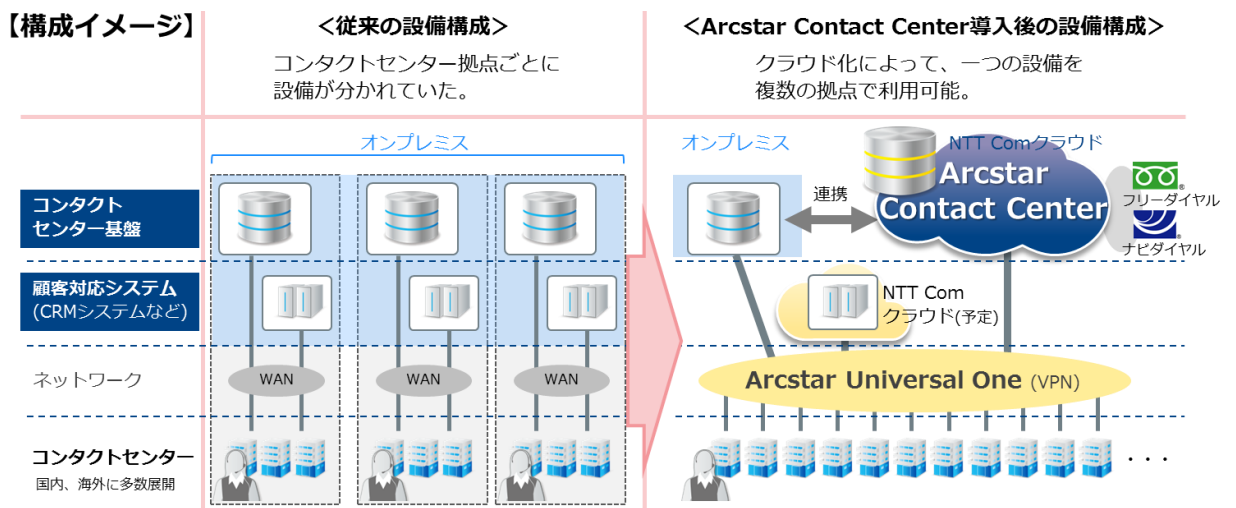 【構成イメージ】
＜従来の設備構成＞
コンタクトセンター拠点ごとに
設備が分かれていた。
＜Arcstar Contact Center導入後の設備構成＞
クラウド化によって、一つの設備を
複数の拠点で利用可能。
オンプレミス
オンプレミス
NTT Comクラウド
Arcstar
Contact Center
連携
フリーダイヤル
ナビダイヤル
コンタクト
センター基盤
顧客対応システム
(CRMシステムなど)
NTT Com
クラウド(予定)
ネットワーク
WAN
WAN
WAN
Arcstar Universal One (VPN)
コンタクトセンター
国内、海外に多数展開
・・・